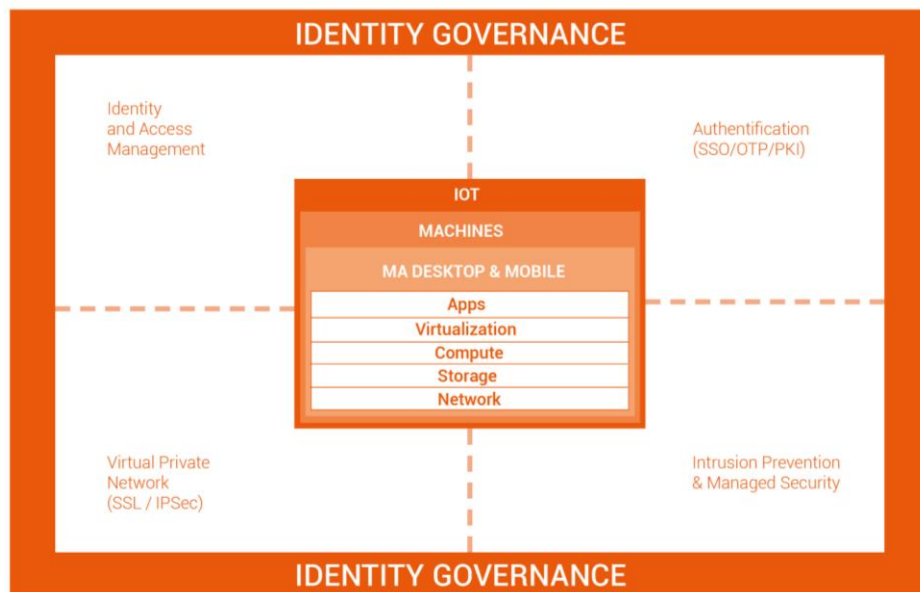 IDENTITY GOVERNANCE
Identity
and Access
Management
Authentification
(SSO/OTP/PKI)
IOT
MACHINES
MA DESKTOP & MOBILE
Apps
Virtualization
Compute
Storage
Network
Virtual Private
Network
(SSL / IPSec)
Intrusion Prevention
& Managed Security
IDENTITY GOVERNANCE